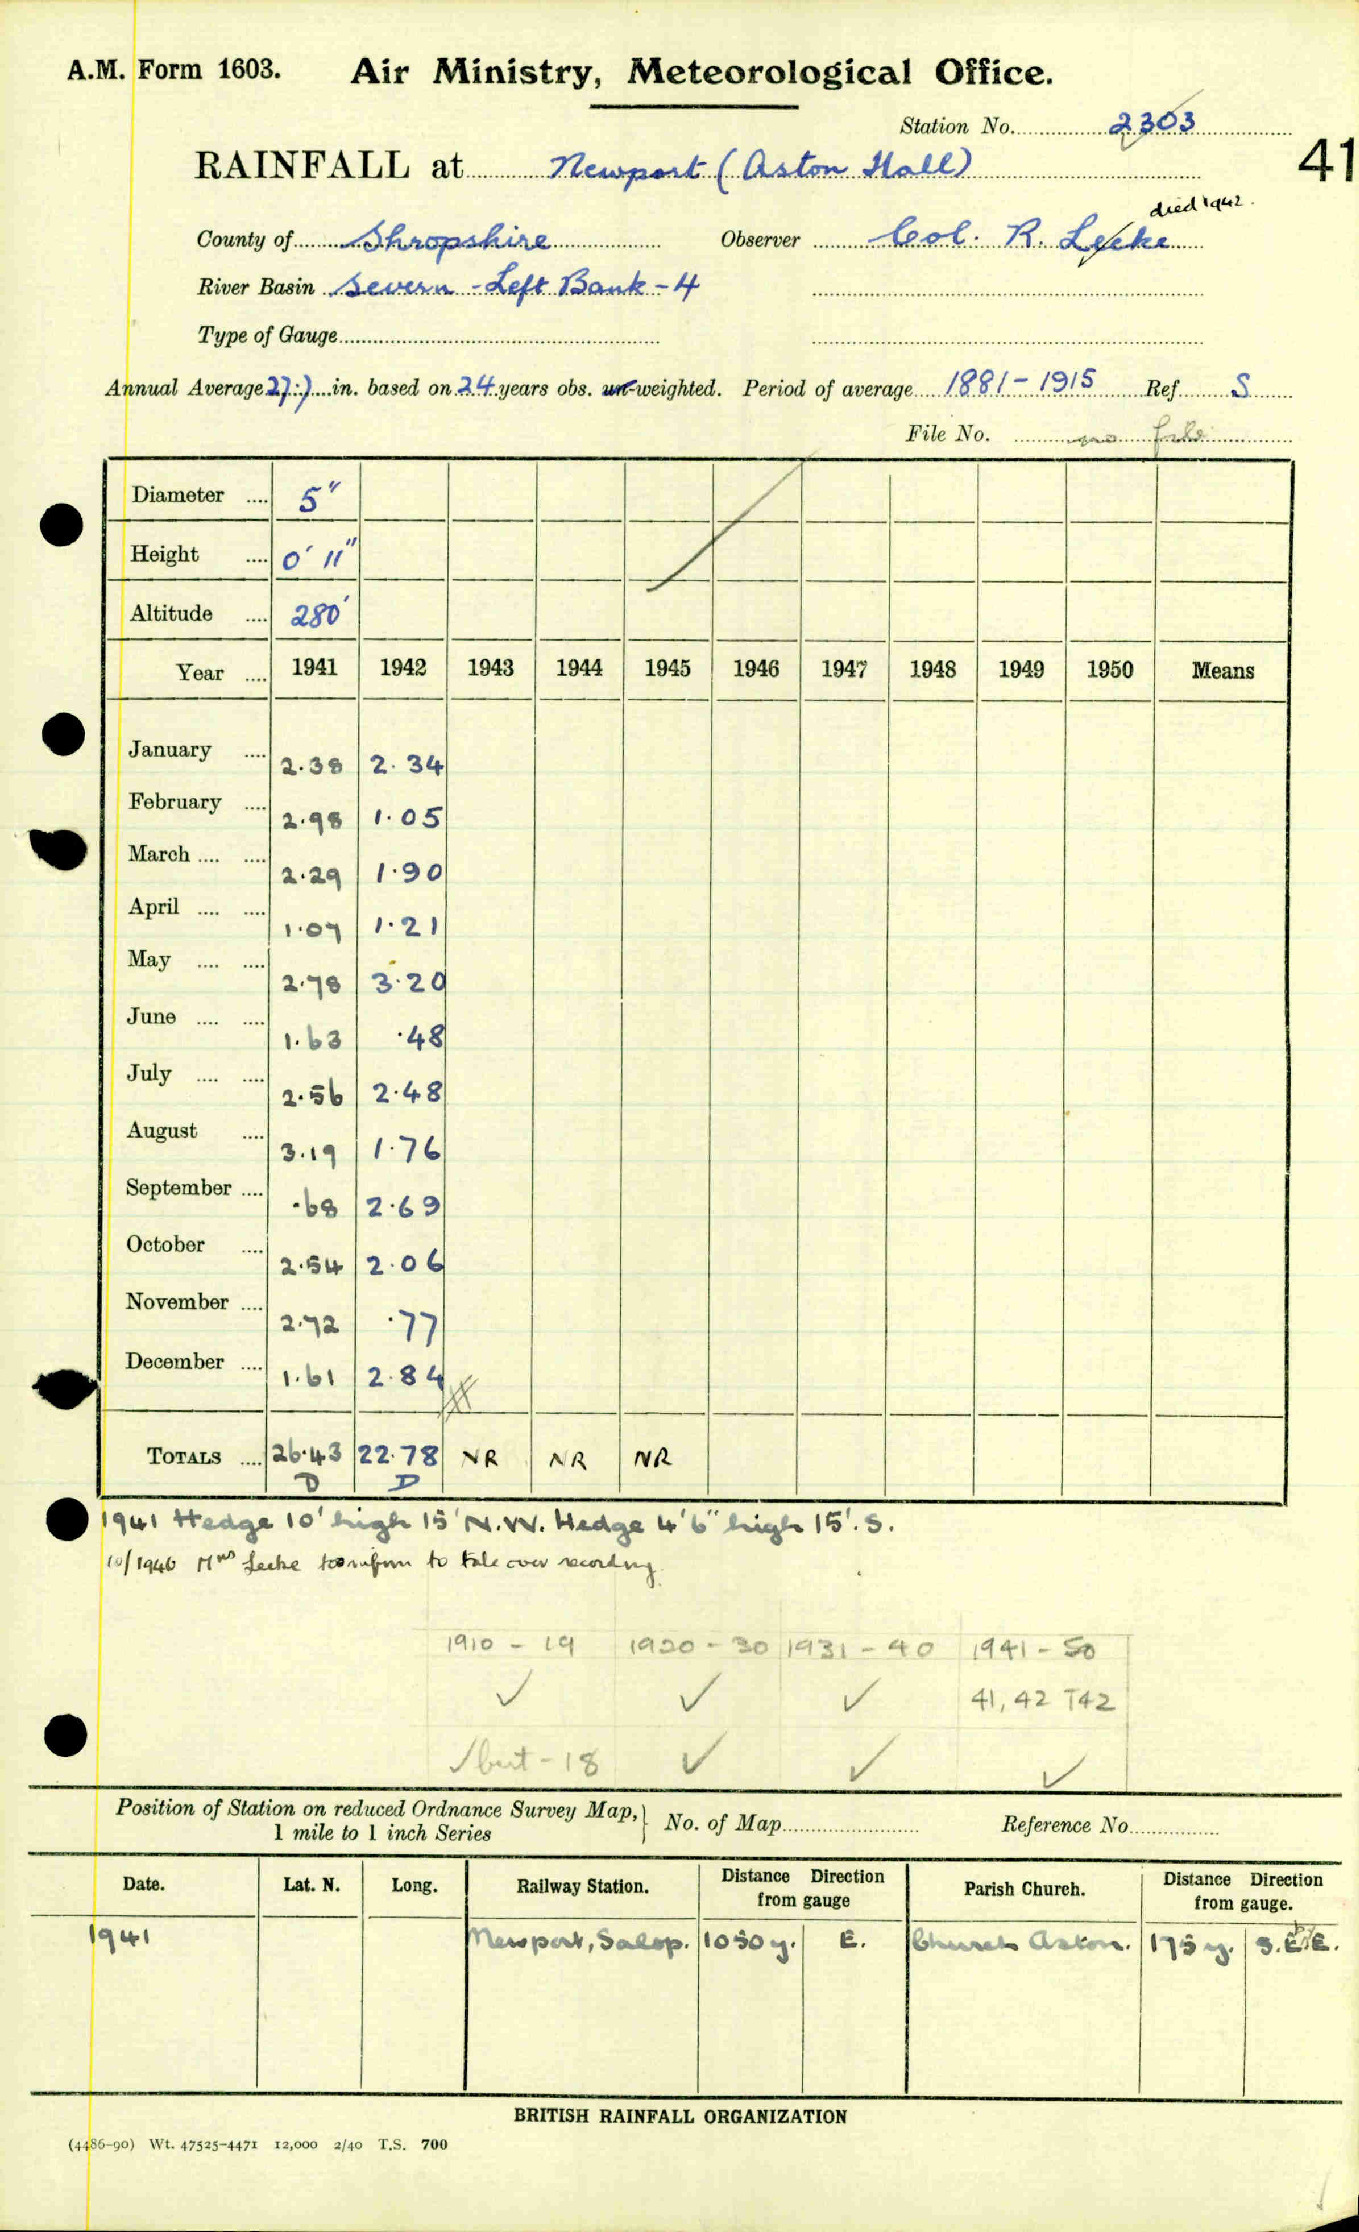 A.M. Form 1603. Air Ministry, Meteorological Office.
Station No. 2303
41
RAINFALL at Newport (Aston Hall)
died 1942.
County of Shropshire Observer Col. R. Leeke
River Basin Severn - Left Bank - 4
Type of Gauge
Annual Average 27.7 in. based on 24 years obs. un-weighted. Period of average 1881-1915 Ref. S
File No. no file
Diameter .... 5"
Height .... 0' 11"
Altitude .... 280'
Year .... 1941 1942 1943 1944 1945 1946 1947 1948 1949 1950 Means
January .... 2.38 2.34
February .... 2.98 1.05
March .... .... 2.29 1.90
April .... .... 1.07 1.21
May .... .... 2.78 3.20
June .... .... 1.63 .48
July .... .... 2.56 2.48
August .... 3.19 1.76
September .... .68 2.69
October .... 2.54 2.06
November .... 2.72 .77
December .... 1.61 2.84
TOTALS .... 26.43 22.78 NR NR NR
D D
1941 Hedge 10' high 15' N.W. Hedge 4'6" high 15'. S.
10/1946 Mrs Leeke to take over recording
1910 - 19 1920 - 30 1931 - 40 1941 - 50
✓ ✓ ✓ 41, 42 T42
✓ but - 18 ✓ ✓ ✓
Position of Station on reduced Ordnance Survey Map, 1 mile to 1 inch Series } No. of Map Reference No.
Date. Lat. N. Long. Railway Station. Distance Direction from gauge Parish Church. Distance Direction from gauge.
1941 Newport, Salop. 1050 y. E. Church Aston. 175 y. S.E.
BRITISH RAINFALL ORGANIZATION
(4486-90) Wt. 47525-4471 12,000 2/40 T.S. 700